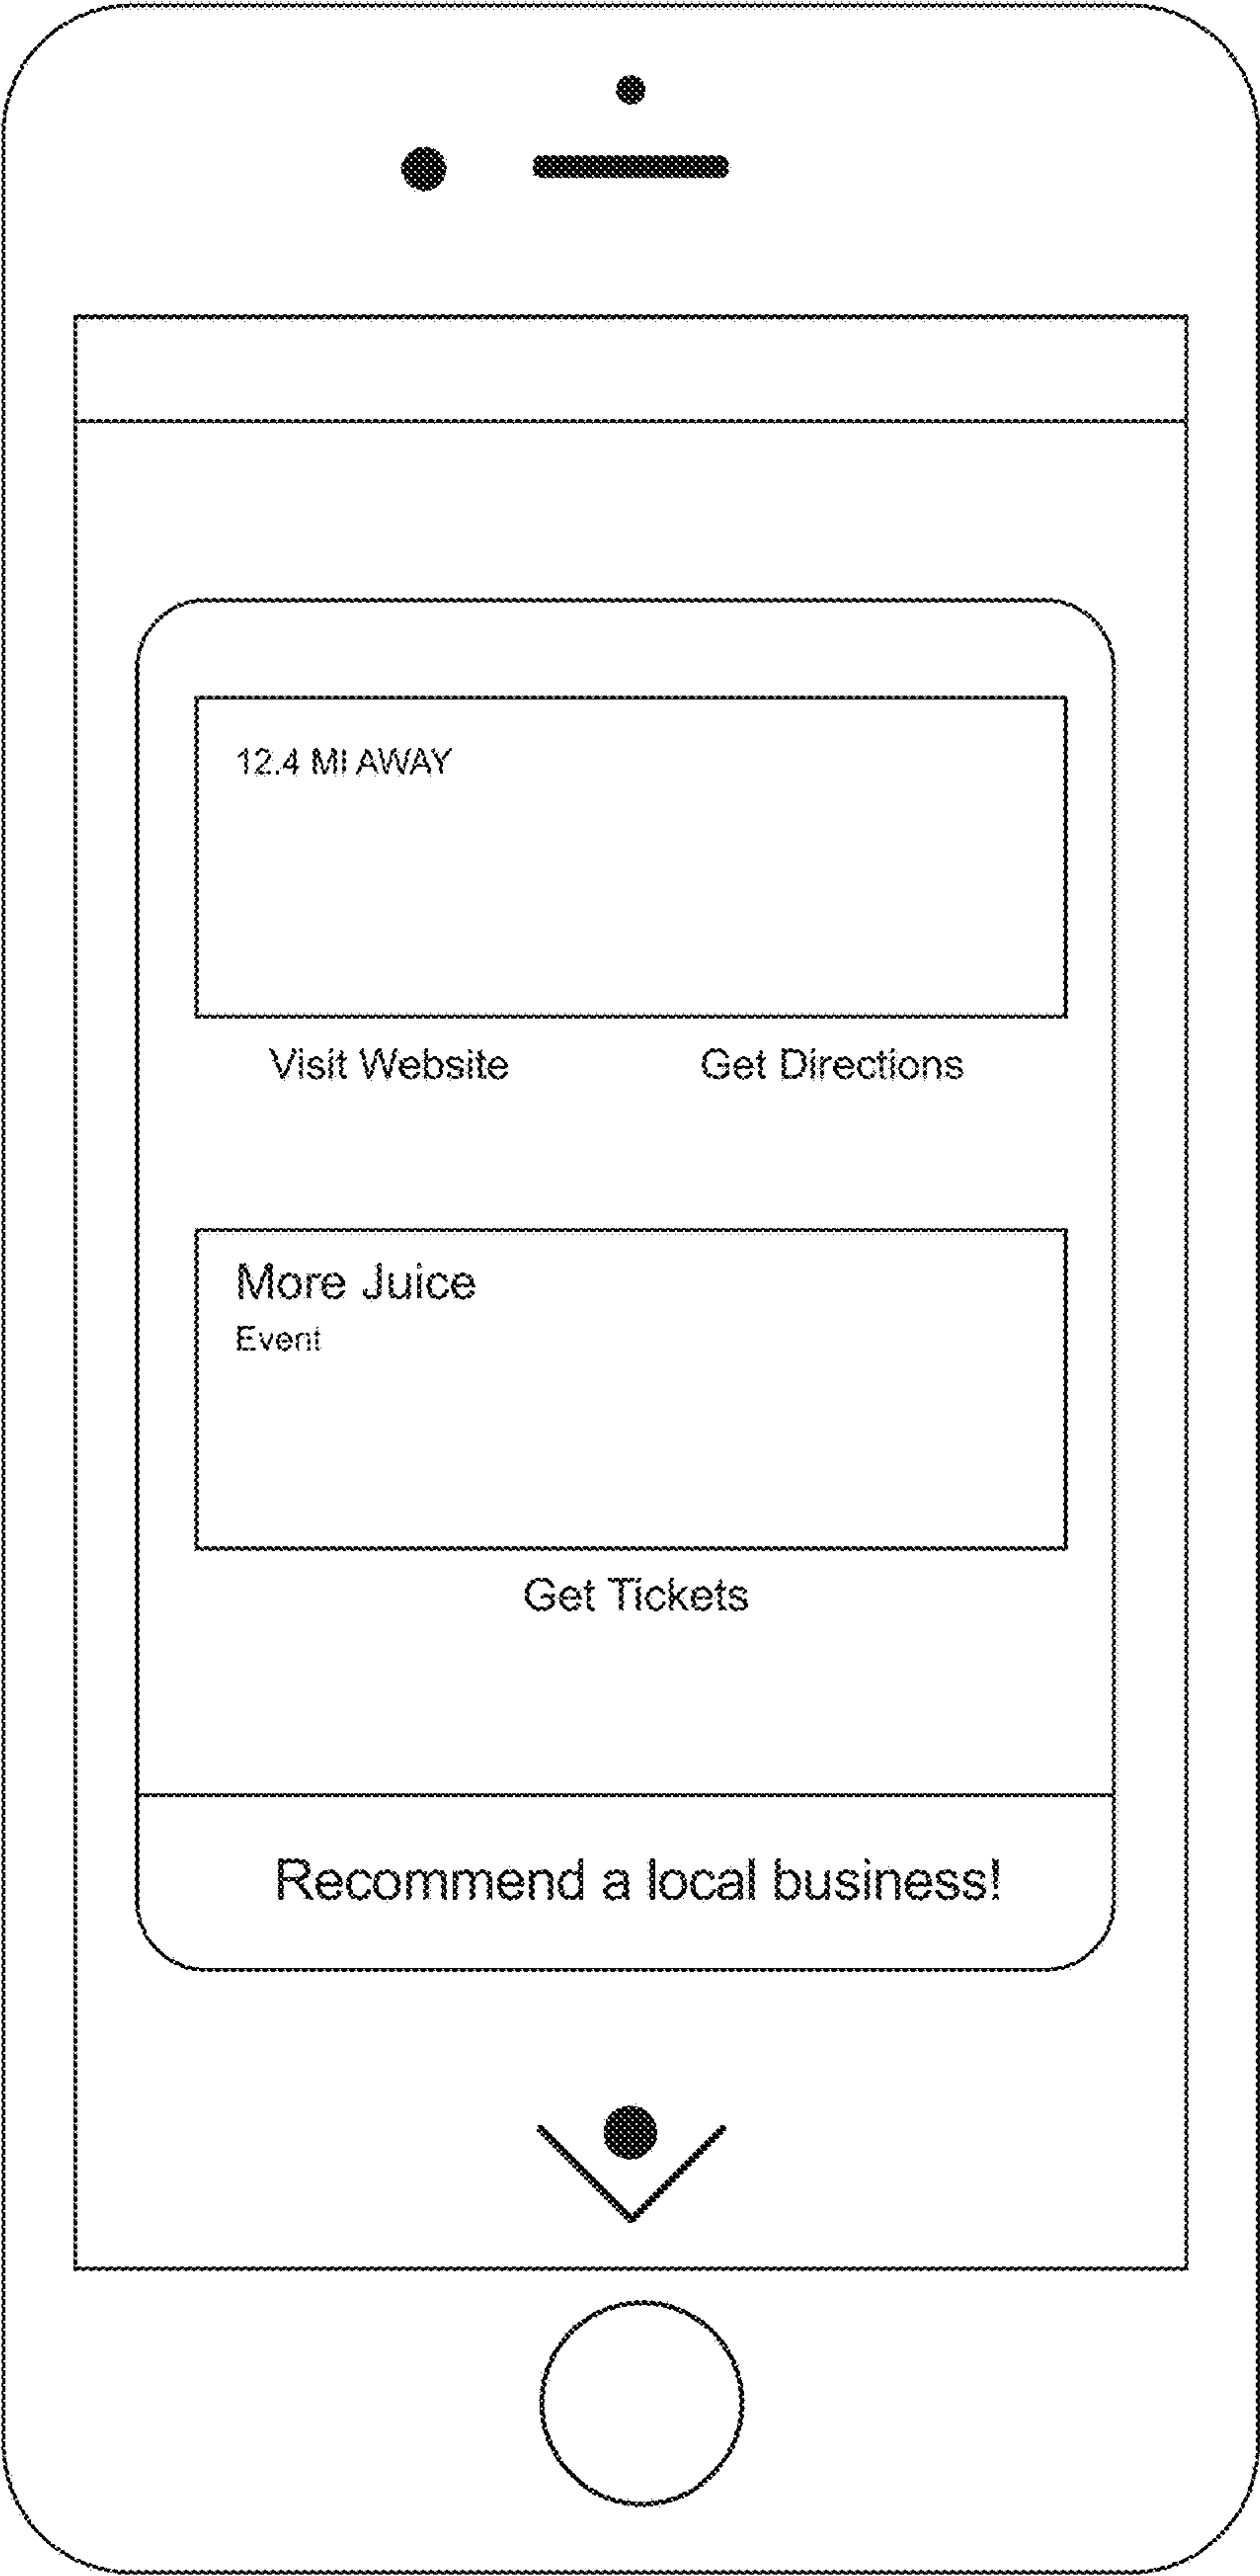 12.4 MI AWAY
Visit Website Get Directions
More Juice
Event
Get Tickets
Recommend a local business!